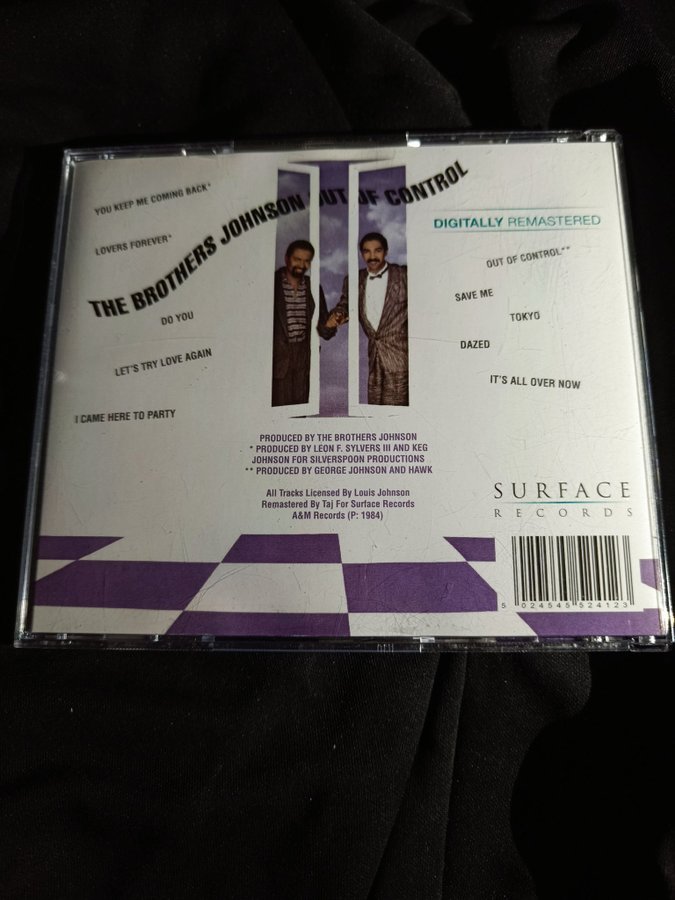 YOU KEEP ME COMING BACK*
LOVERS FOREVER*
THE BROTHERS JOHNSON OUT OF CONTROL
DO YOU
LET'S TRY LOVE AGAIN
I CAME HERE TO PARTY
DIGITALLY REMASTERED
OUT OF CONTROL**
SAVE ME
TOKYO
DAZED
IT'S ALL OVER NOW
PRODUCED BY THE BROTHERS JOHNSON
* PRODUCED BY LEON F. SYLVERS III AND KEG
JOHNSON FOR SILVERSPOON PRODUCTIONS
** PRODUCED BY GEORGE JOHNSON AND HAWK
All Tracks Licensed By Louis Johnson
Remastered By Taj For Surface Records
A&M Records (P: 1984)
SURFACE
RECORDS
5 024545 524123